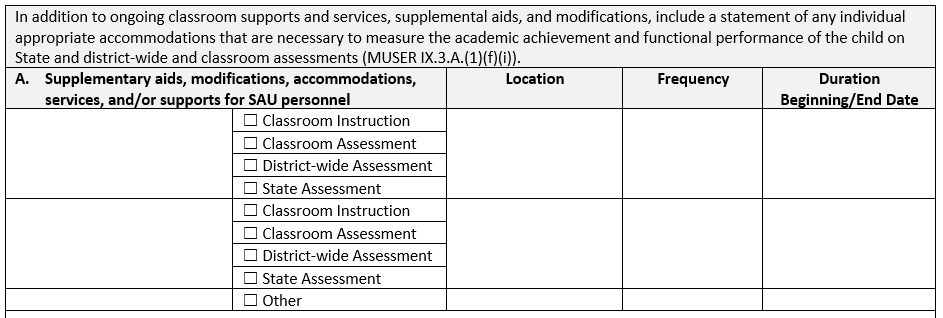 In addition to ongoing classroom supports and services, supplemental aids, and modifications, include a statement of any individual
appropriate accommodations that are necessary to measure the academic achievement and functional performance of the child on
State and district-wide and classroom assessments (MUSER IX.3.A.(1)(f)(i)).
A. Supplementary aids, modifications, accommodations, services, and/or supports for SAU personnel
Location
Frequency
Duration
Beginning/End Date
☐ Classroom Instruction
☐ Classroom Assessment
☐ District-wide Assessment
☐ State Assessment
☐ Classroom Instruction
☐ Classroom Assessment
☐ District-wide Assessment
☐ State Assessment
☐ Other